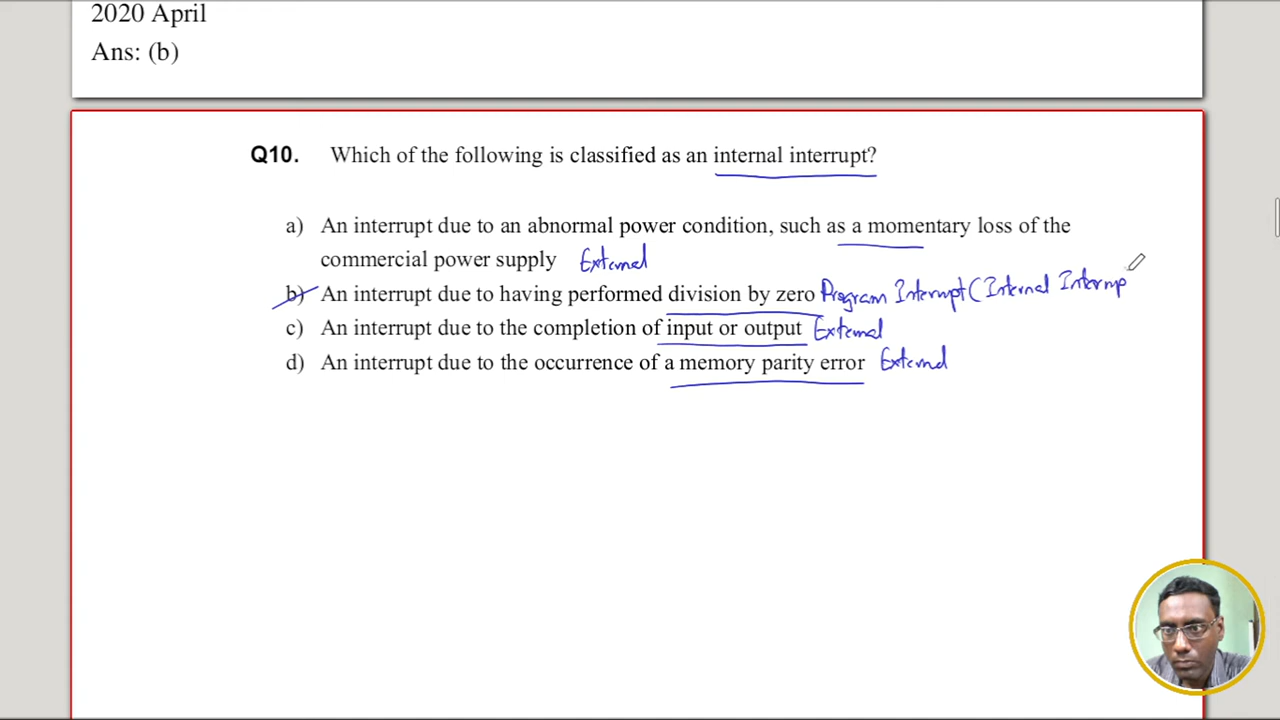 2020 April
Ans: (b)
Q10. Which of the following is classified as an internal interrupt?
a) An interrupt due to an abnormal power condition, such as a momentary loss of the
commercial power supply External
b) An interrupt due to having performed division by zero Program Interrupt (Internal Interrup
c) An interrupt due to the completion of input or output External
d) An interrupt due to the occurrence of a memory parity error External